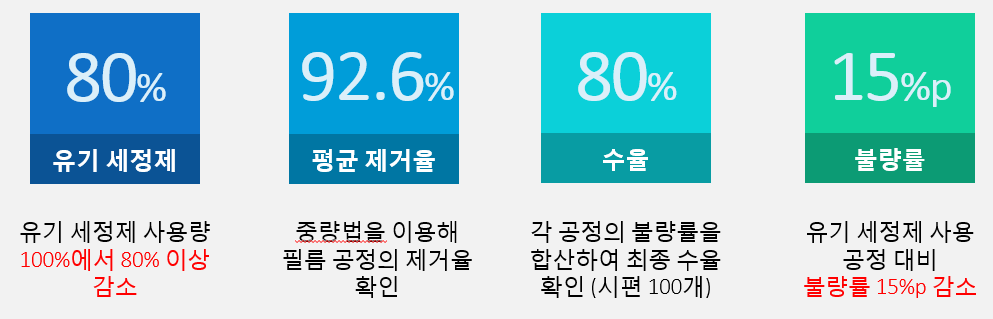 80%
유기 세정제
유기 세정제 사용량
100%에서 80% 이상
감소
92.6%
평균 제거율
중량법을 이용해
필름 공정의 제거율
확인
80%
수율
각 공정의 불량률을
합산하여 최종 수율
확인 (시편 100개)
15%p
불량률
유기 세정제 사용
공정 대비
불량률 15%p 감소